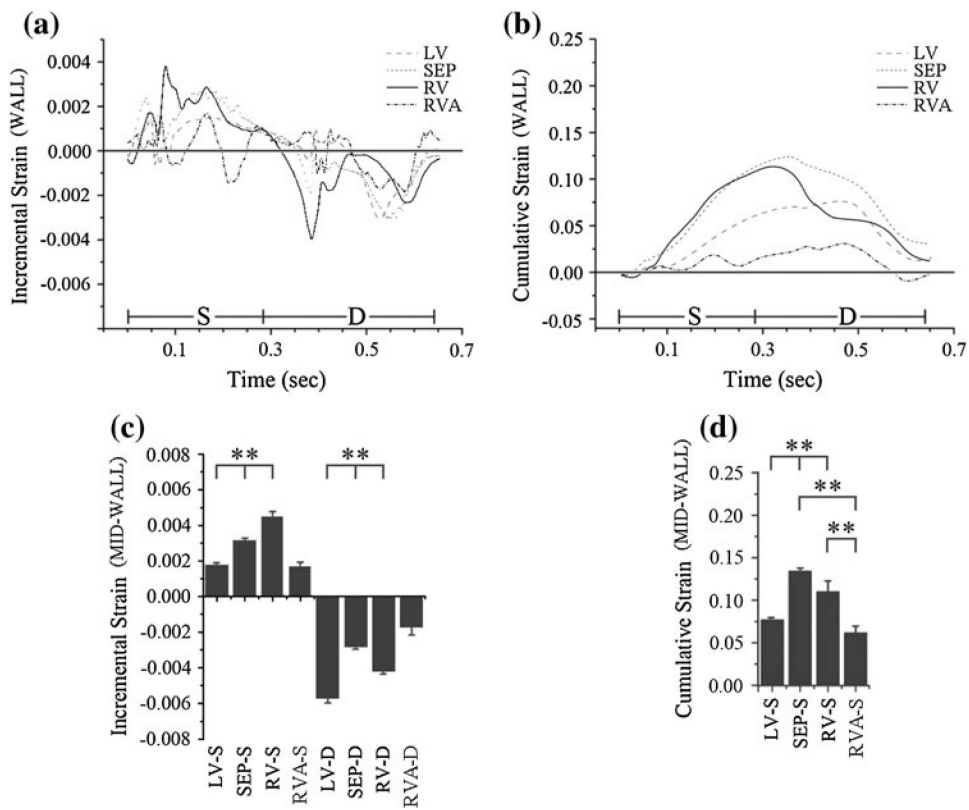 (a)
Incremental Strain (WALL)
0.004
0.002
0.000
-0.002
-0.004
-0.006
LV
SEP
RV
RVA
S
D
0.1
0.3
0.5
0.7
Time (sec)
(b)
Cumulative Strain (WALL)
0.25
0.20
0.15
0.10
0.05
0.00
-0.05
LV
SEP
RV
RVA
S
D
0.1
0.3
0.5
0.7
Time (sec)
(c)
Incremental Strain (MID-WALL)
0.008
0.006
0.004
0.002
0.000
-0.002
-0.004
-0.006
-0.008
**
**
LV-S
SEP-S
RV-S
RVA-S
LV-D
SEP-D
RV-D
RVA-D
(d)
Cumulative Strain (MID-WALL)
0.25
0.20
0.15
0.10
0.05
0.00
**
**
**
LV-S
SEP-S
RV-S
RVA-S